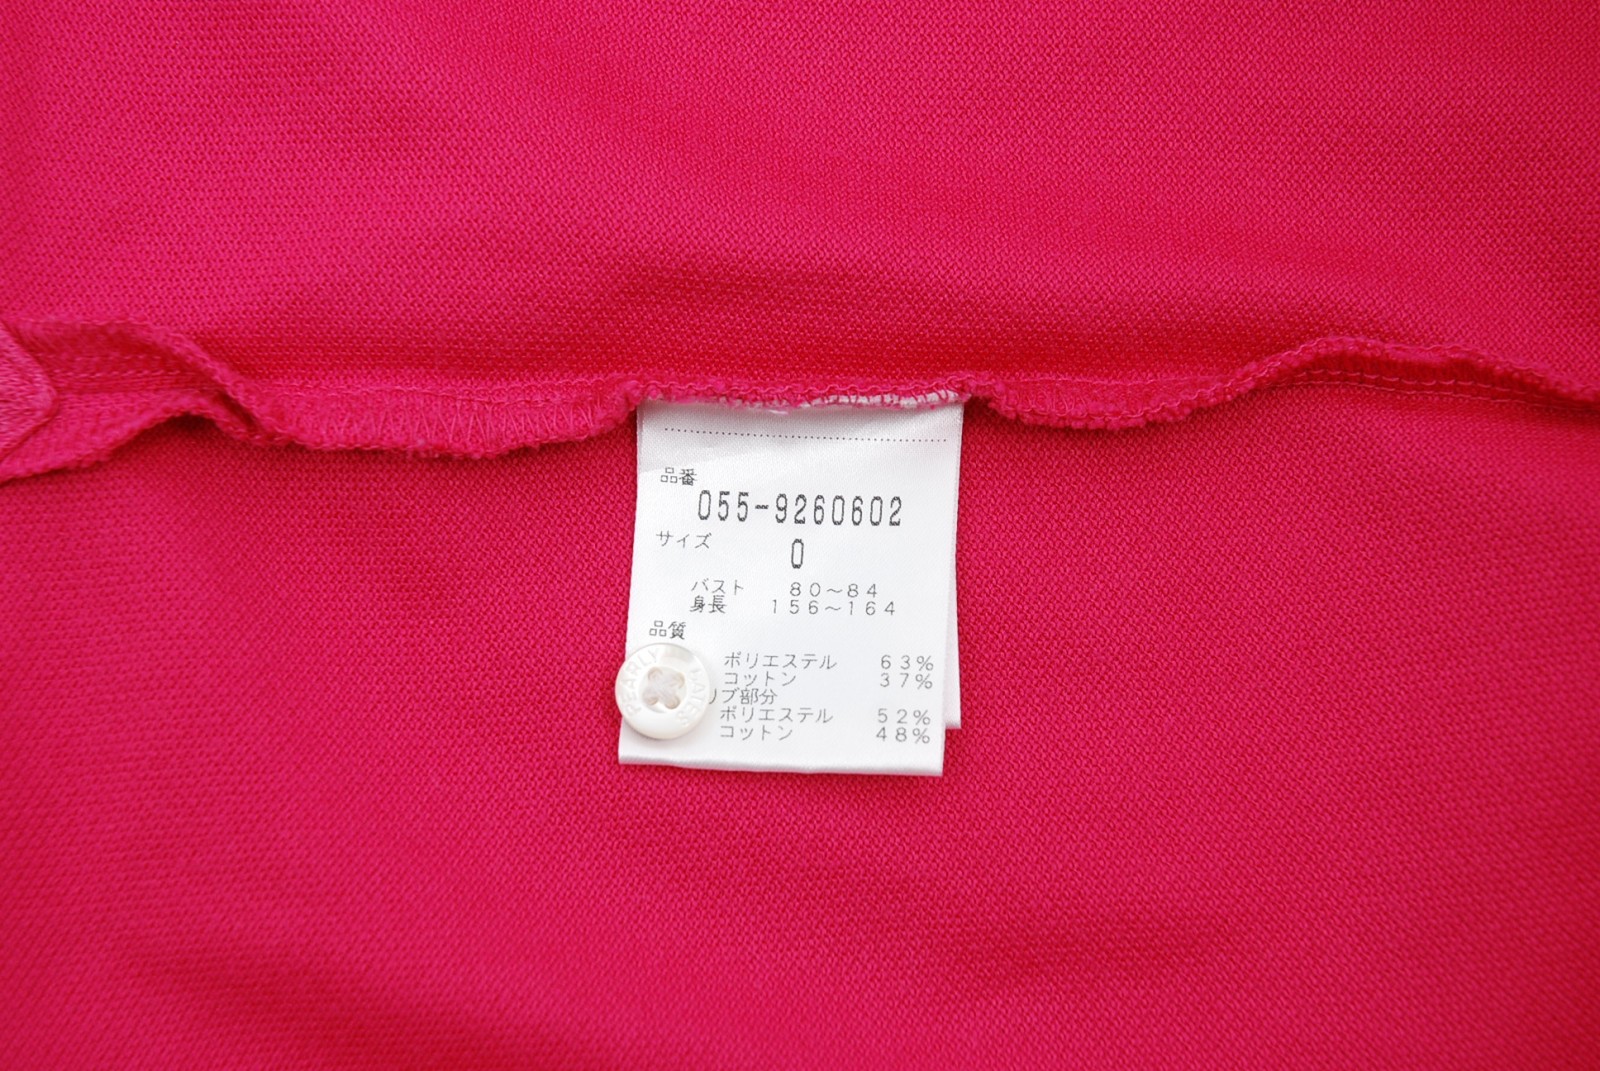 品番
055-9260602
サイズ
0
バスト 80～84
身長 156～164
品質
ポリエステル 63%
コットン 37%
リブ部分
ポリエステル 52%
コットン 48%
PEARLY